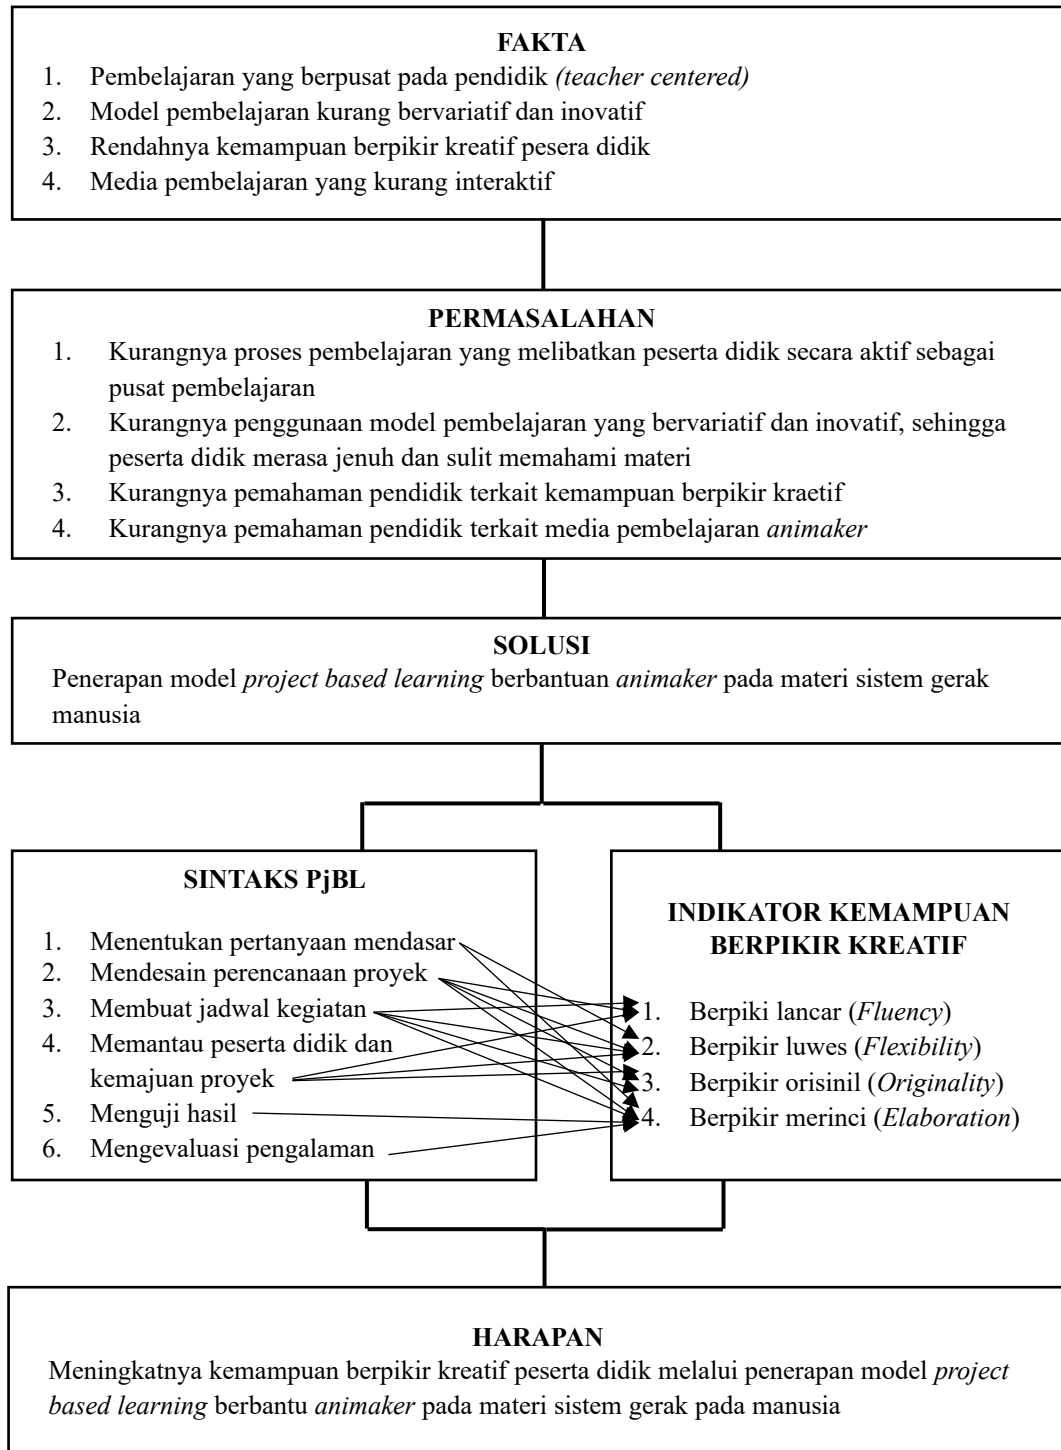 FAKTA
1. Pembelajaran yang berpusat pada pendidik (teacher centered)
2. Model pembelajaran kurang bervariatif dan inovatif
3. Rendahnya kemampuan berpikir kreatif pesera didik
4. Media pembelajaran yang kurang interaktif
PERMASALAHAN
1. Kurangnya proses pembelajaran yang melibatkan peserta didik secara aktif sebagai
pusat pembelajaran
2. Kurangnya penggunaan model pembelajaran yang bervariatif dan inovatif, sehingga
peserta didik merasa jenuh dan sulit memahami materi
3. Kurangnya pemahaman pendidik terkait kemampuan berpikir kraetif
4. Kurangnya pemahaman pendidik terkait media pembelajaran animaker
SOLUSI
Penerapan model project based learning berbantuan animaker pada materi sistem gerak
manusia
SINTAKS PjBL
1. Menentukan pertanyaan mendasar
2. Mendesain perencanaan proyek
3. Membuat jadwal kegiatan
4. Memantau peserta didik dan
kemajuan proyek
5. Menguji hasil
6. Mengevaluasi pengalaman
INDIKATOR KEMAMPUAN
BERPIKIR KREATIF
1. Berpiki lancar (Fluency)
2. Berpikir luwes (Flexibility)
3. Berpikir orisinil (Originality)
4. Berpikir merinci (Elaboration)
HARAPAN
Meningkatnya kemampuan berpikir kreatif peserta didik melalui penerapan model project
based learning berbantu animaker pada materi sistem gerak pada manusia